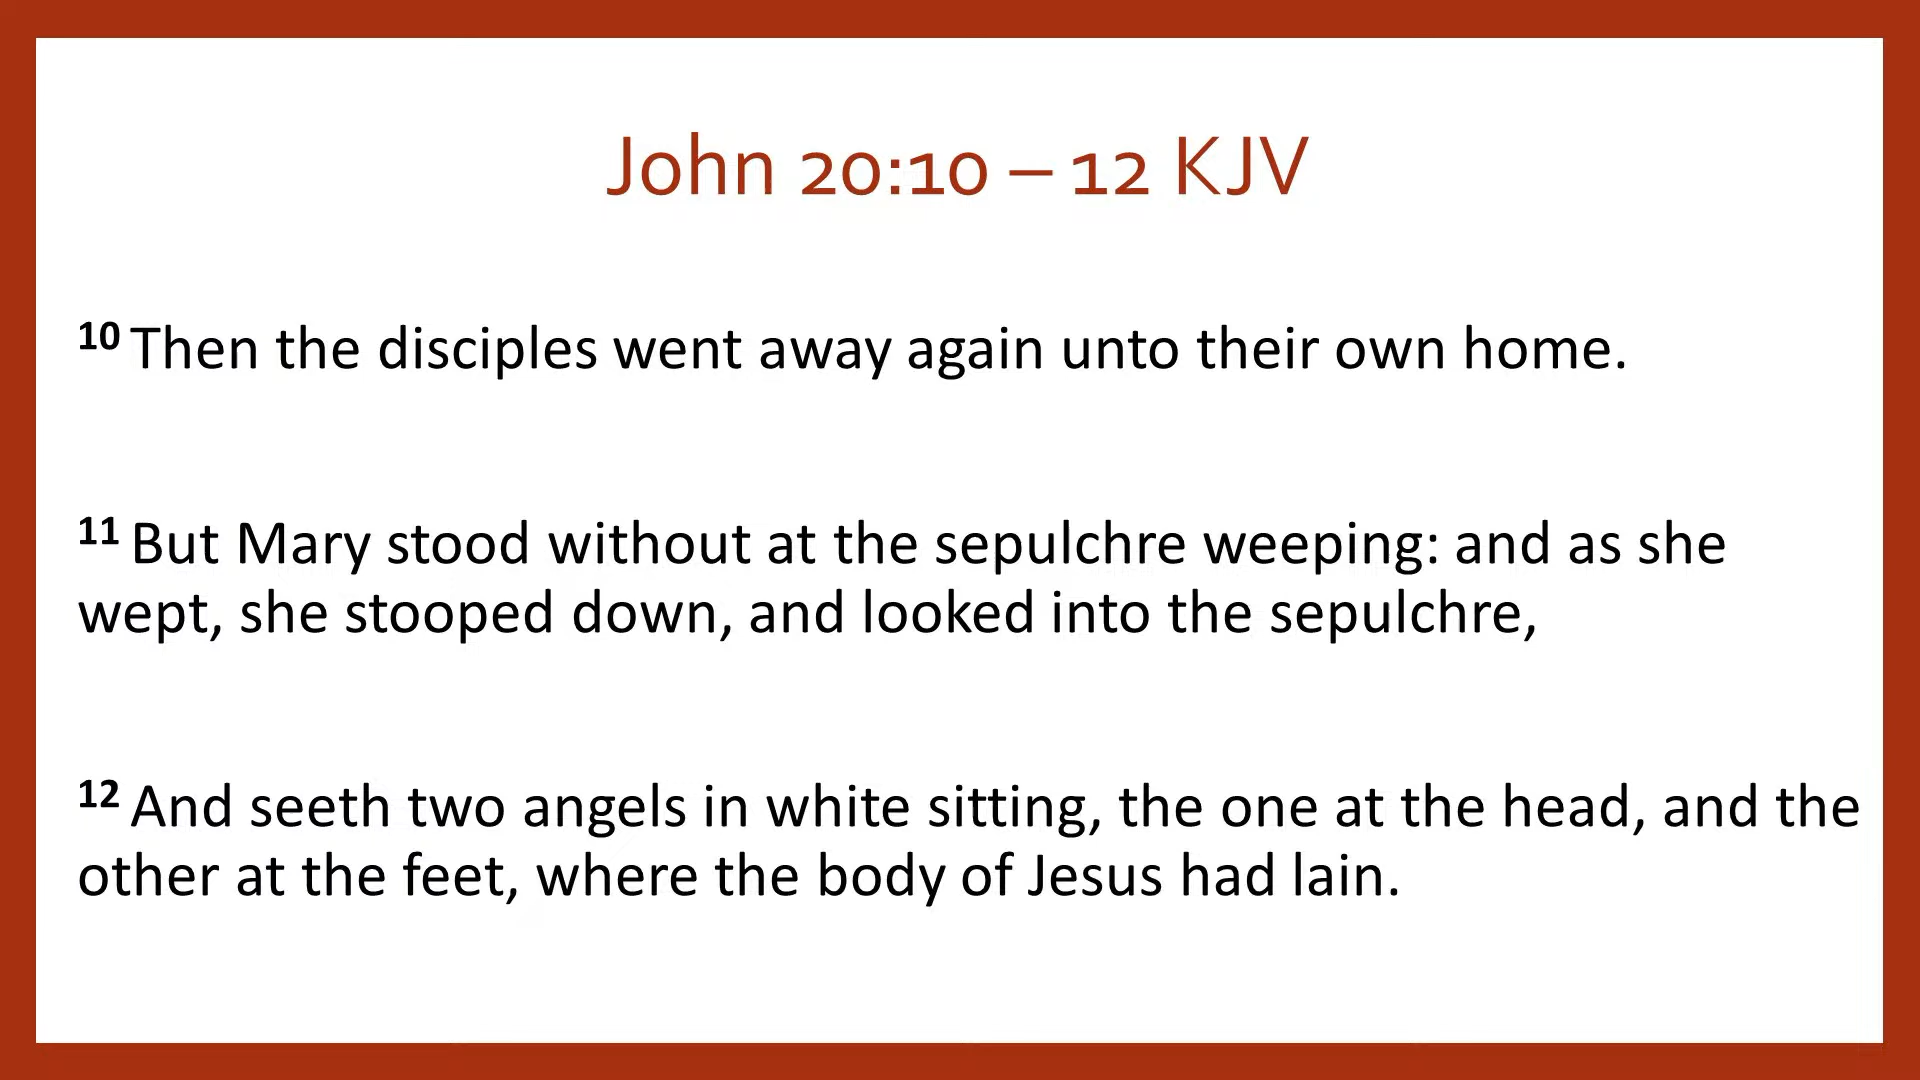 John 20:10 – 12 KJV
10 Then the disciples went away again unto their own home.
11 But Mary stood without at the sepulchre weeping: and as she
wept, she stooped down, and looked into the sepulchre,
12 And seeth two angels in white sitting, the one at the head, and the
other at the feet, where the body of Jesus had lain.